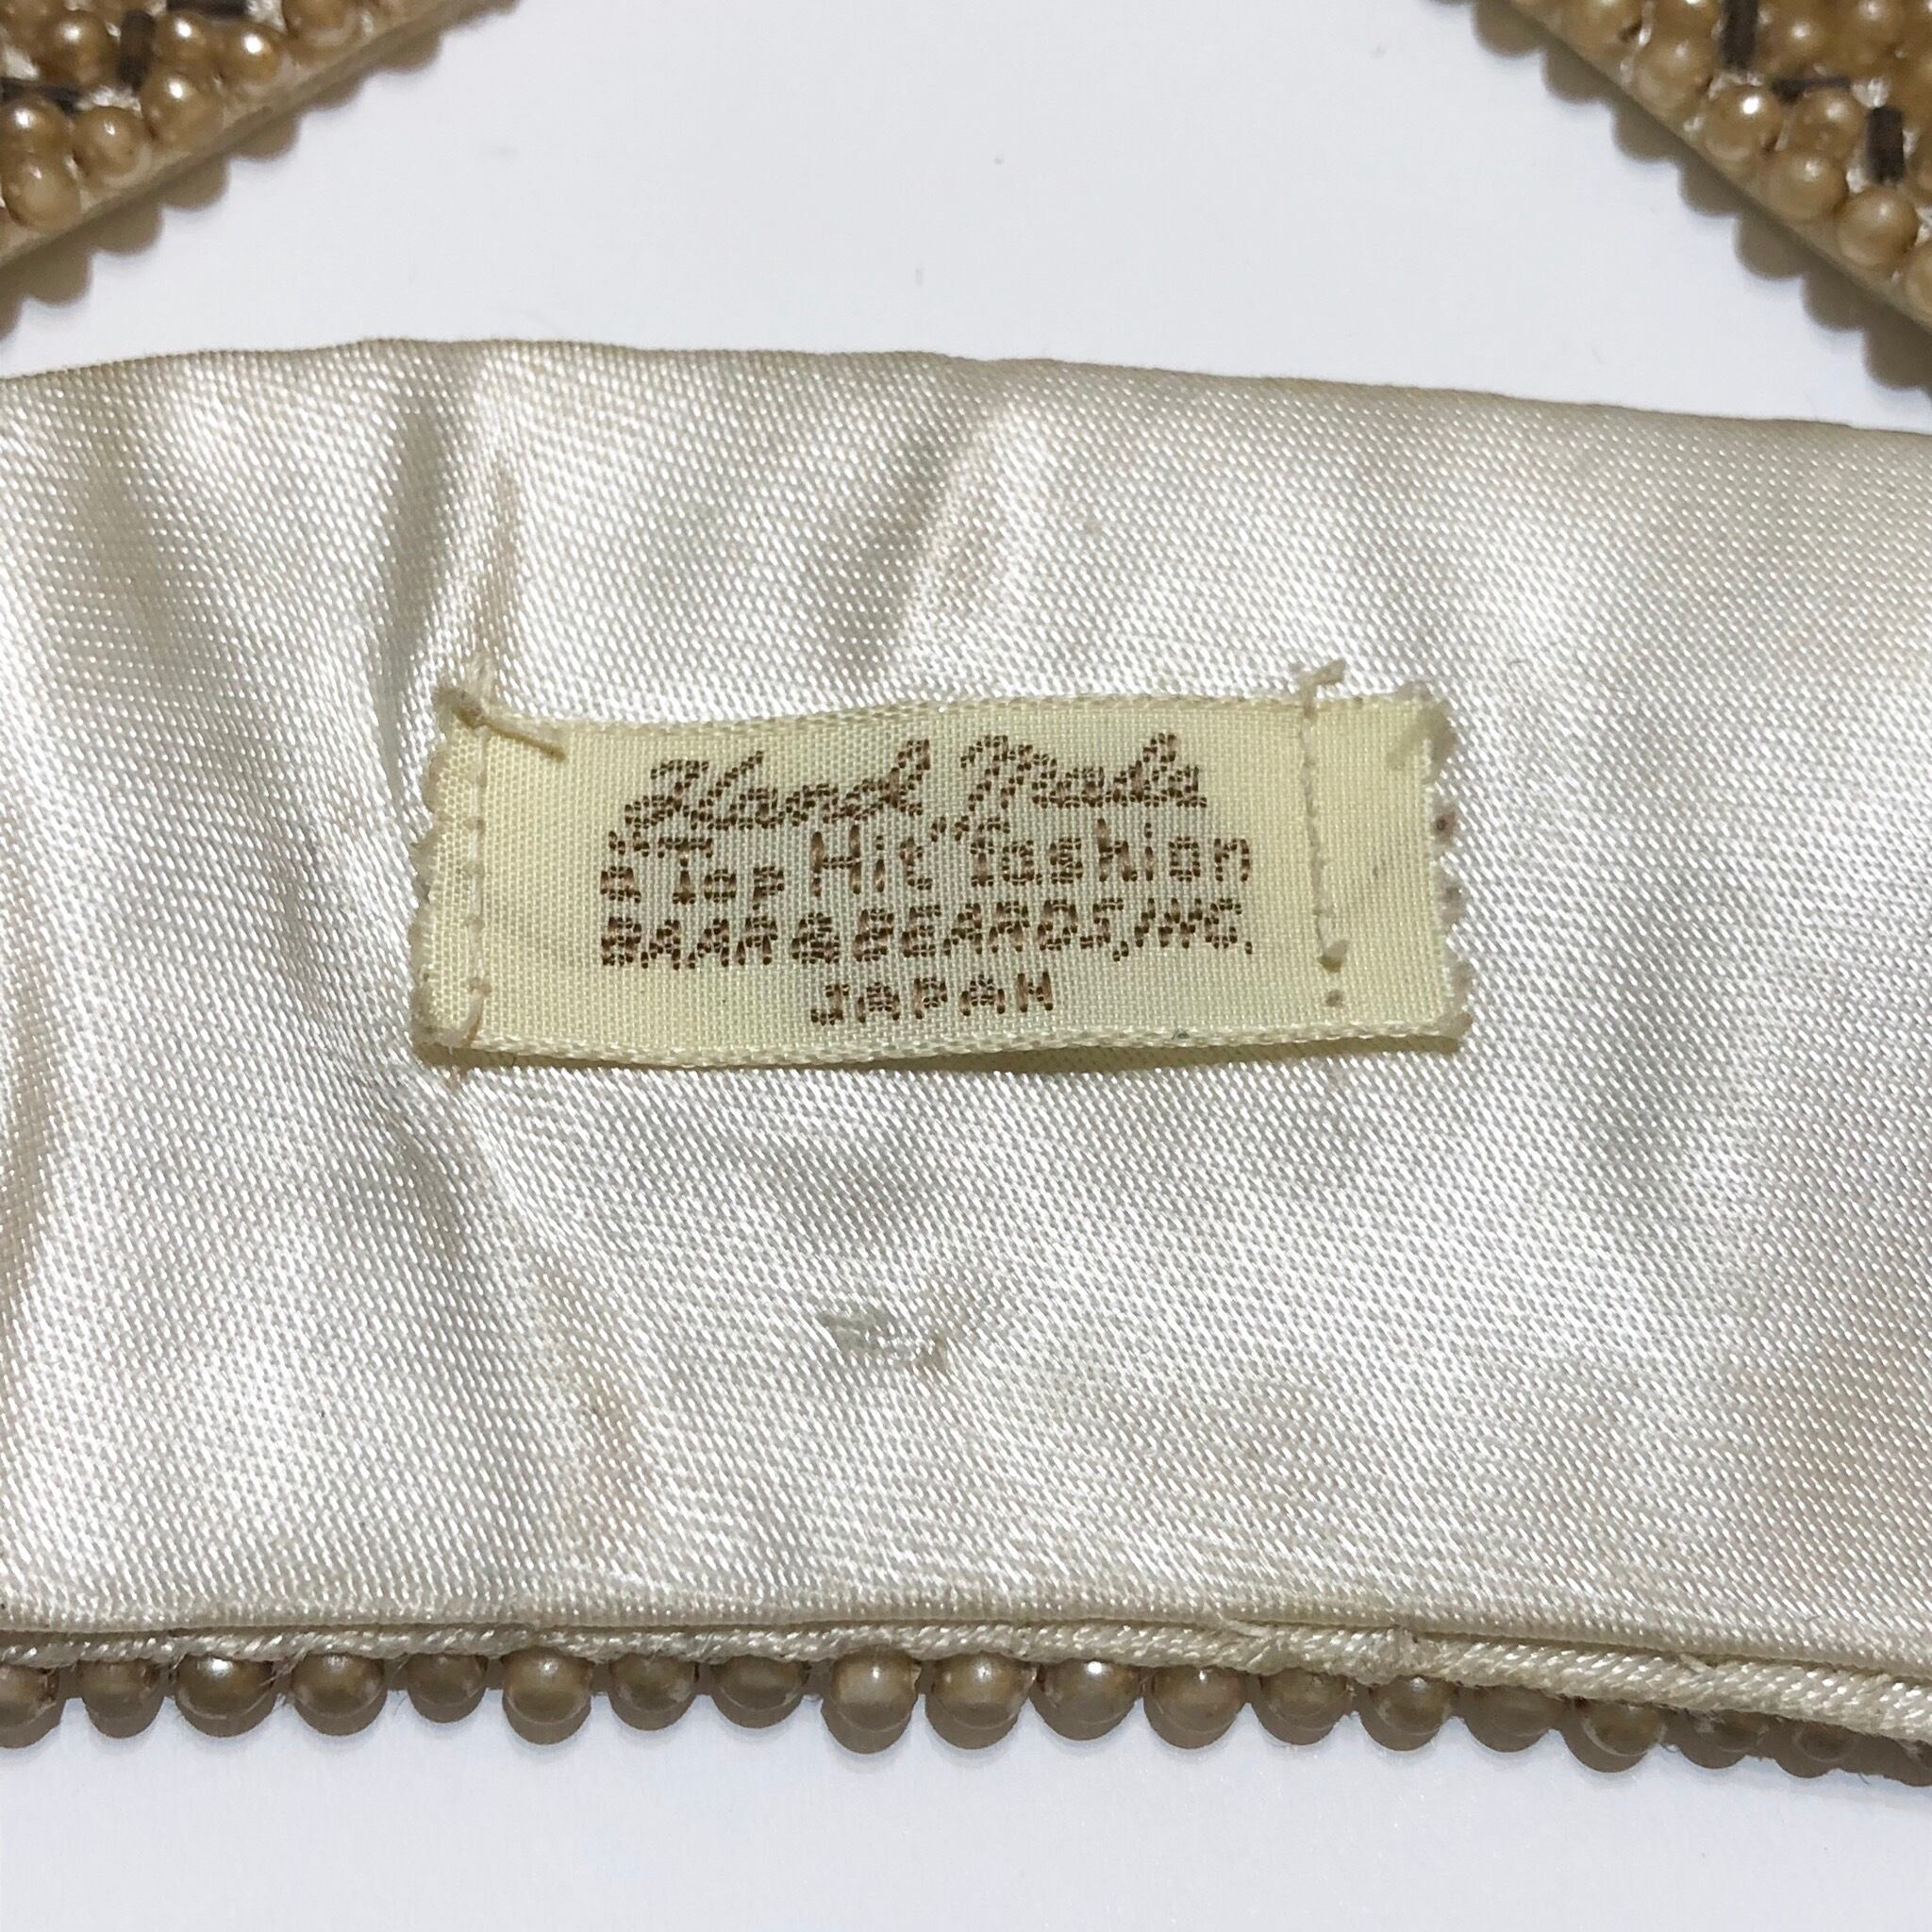 Hand Made
a "Top Hit" fashion
BAAR & BEARDS, INC.
JAPAN